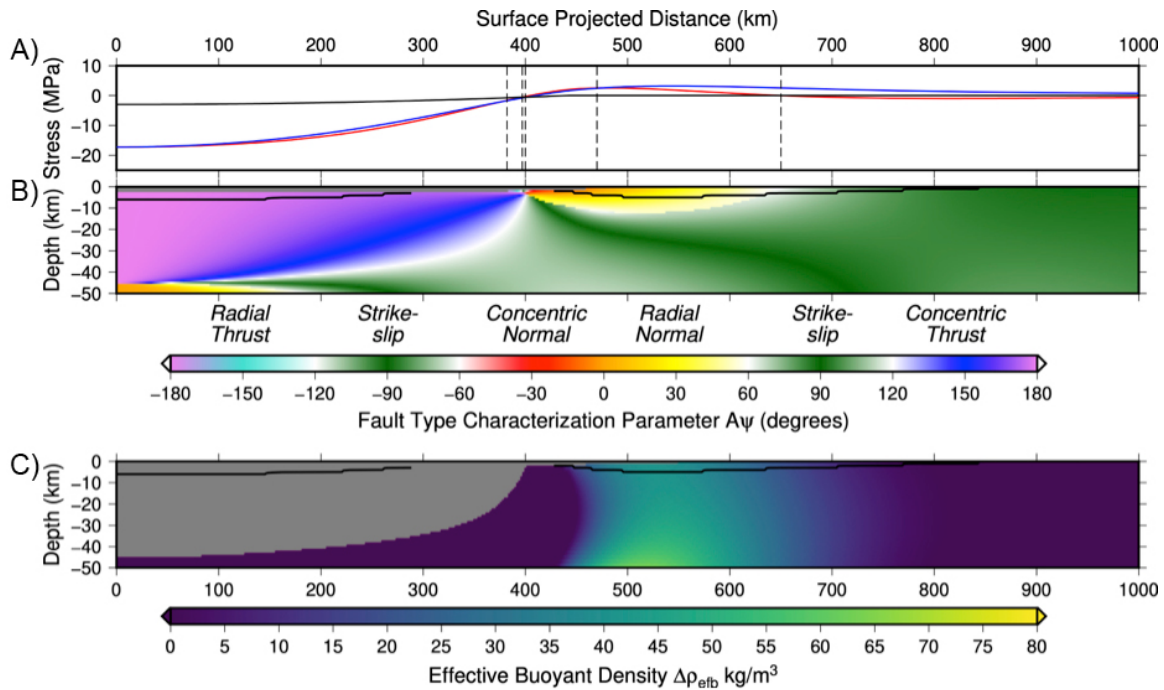 Surface Projected Distance (km)
0 100 200 300 400 500 600 700 800 900 1000
A)
Stress (MPa)
10
0
−10
−20
B)
Depth (km)
0
−10
−20
−30
−40
−50
Radial Thrust
Strike-slip
Concentric Normal
Radial Normal
Strike-slip
Concentric Thrust
−180 −150 −120 −90 −60 −30 0 30 60 90 120 150 180
Fault Type Characterization Parameter Aψ (degrees)
C)
Depth (km)
0
−10
−20
−30
−40
−50
0 100 200 300 400 500 600 700 800 900 1000
0 5 10 15 20 25 30 35 40 45 50 55 60 65 70 75 80
Effective Buoyant Density Δρefb kg/m³